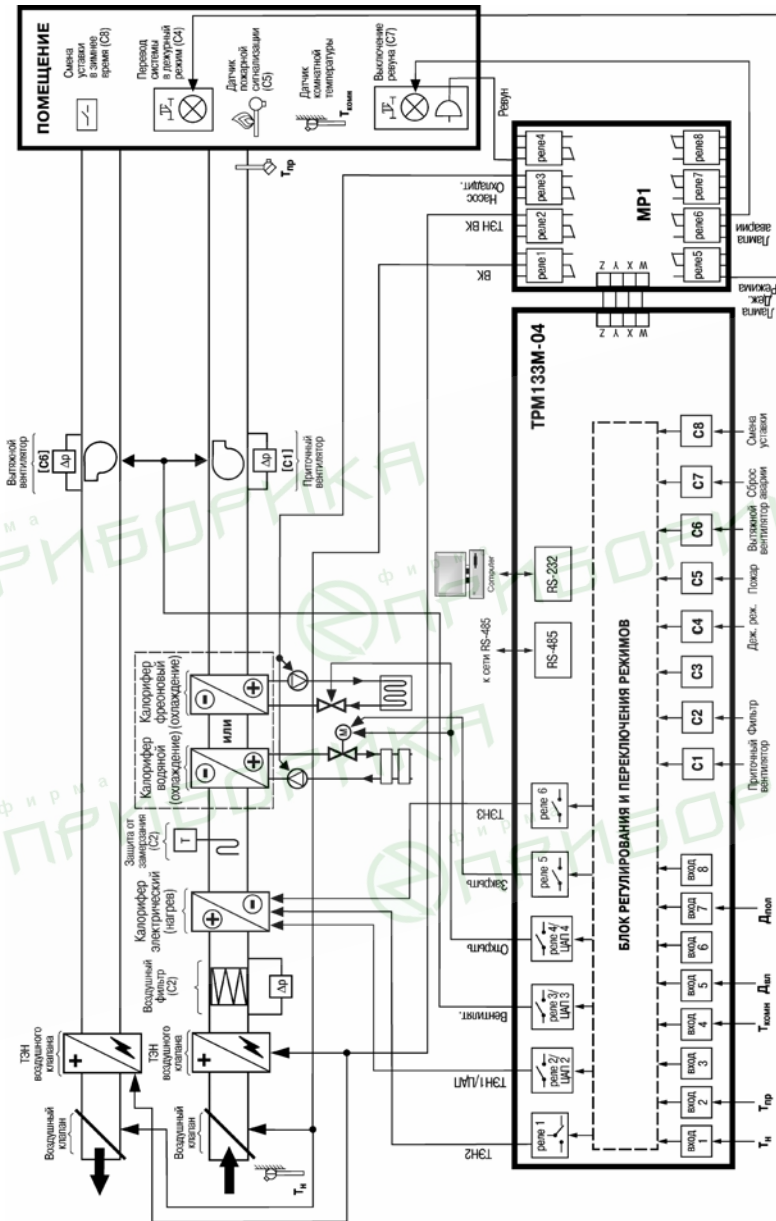 ПОМЕЩЕНИЕ
Смена
уставки
в зимнее
время (С8)
Перевод
системы
в дежурный
режим (С4)
Датчик
пожарной
сигнализации
(С5)
Датчик
комнатной
температуры
Tкомн
Выключение
ревуна (С7)
Ревун
Tпр
Вытяжной
вентилятор
[С6]
Δp
Δp
[С1]
Приточный
вентилятор
Калорифер
фреоновый
(охлаждение)
или
Калорифер
водяной
(охлаждение)
М
Защита от
замерзания
(С2)
Т
Калорифер
электрический
(нагрев)
Воздушный
фильтр
(С2)
Δp
ТЭН
воздушного
клапана
ТЭН
воздушного
клапана
Воздушный
клапан
Воздушный
клапан
Tн
МР1
реле1
реле2
реле3
реле4
реле5
реле6
реле7
реле8
ВК
ТЭН ВК
Насос
Охладит.
Лампа
Деж.
Режима
Лампа
аварии
Z
Y
X
W
Z
Y
X
W
ТРМ133М-04
Computer
к сети RS-485
RS-485
RS-232
БЛОК РЕГУЛИРОВАНИЯ И ПЕРЕКЛЮЧЕНИЯ РЕЖИМОВ
ТЭН2
ТЭН1/ЦАП
Вентилят.
Открыть
Закрыть
ТЭН3
реле 1
реле 2/
ЦАП 2
реле 3/
ЦАП 3
реле 4/
ЦАП 4
реле 5
реле 6
вход
1
вход
2
вход
3
вход
4
вход
5
вход
6
вход
7
вход
8
Tн
Tпр
Tкомн
Дшл
Дпол
С1
С2
С3
С4
С5
С6
С7
С8
Приточный
вентилятор
Фильтр
Деж. реж.
Пожар
Вытяжной
вентилятор
Сброс
аварии
Смена
уставки
фирма
ПРИБОРИКА
фирма
ПРИБОРИКА
фирма
ПРИБОРИКА